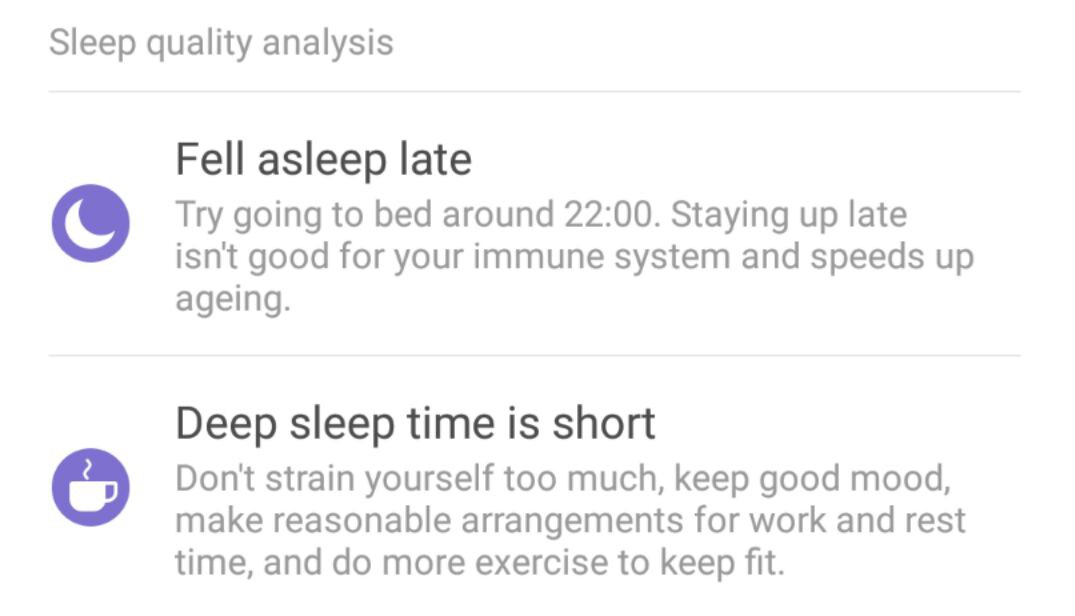 Sleep quality analysis
Fell asleep late
Try going to bed around 22:00. Staying up late
isn't good for your immune system and speeds up
ageing.
Deep sleep time is short
Don't strain yourself too much, keep good mood,
make reasonable arrangements for work and rest
time, and do more exercise to keep fit.